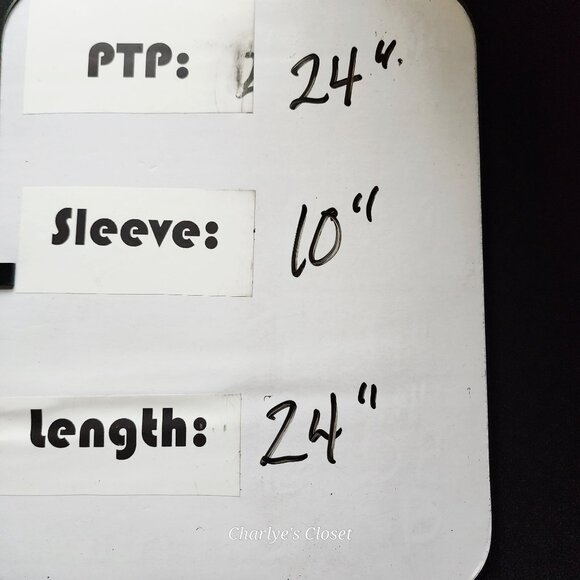 PTP: 24".
Sleeve: 10"
Length: 24"
Charlye's Closet